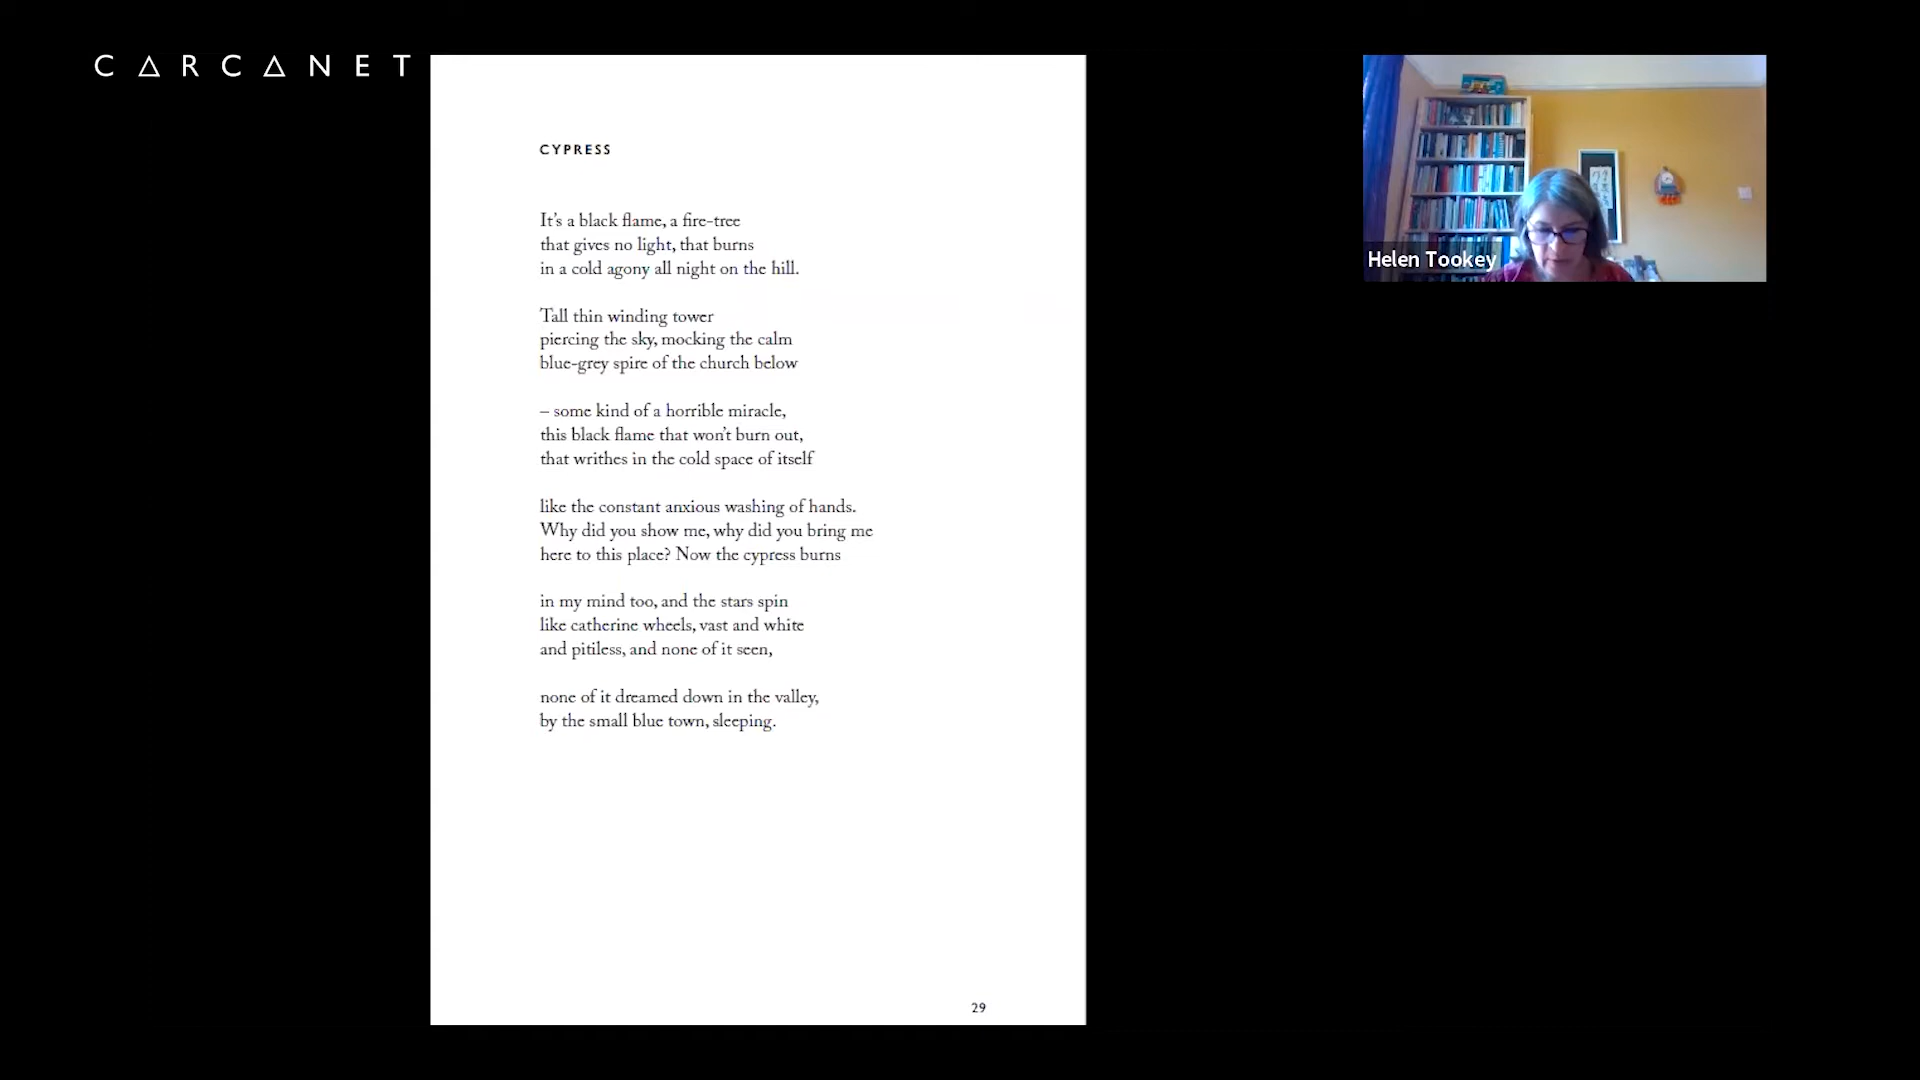 CARCANET
CYPRESS
It's a black flame, a fire-tree
that gives no light, that burns
in a cold agony all night on the hill.
Tall thin winding tower
piercing the sky, mocking the calm
blue-grey spire of the church below
– some kind of a horrible miracle,
this black flame that won't burn out,
that writhes in the cold space of itself
like the constant anxious washing of hands.
Why did you show me, why did you bring me
here to this place? Now the cypress burns
in my mind too, and the stars spin
like catherine wheels, vast and white
and pitiless, and none of it seen,
none of it dreamed down in the valley,
by the small blue town, sleeping.
29
Helen Tookey